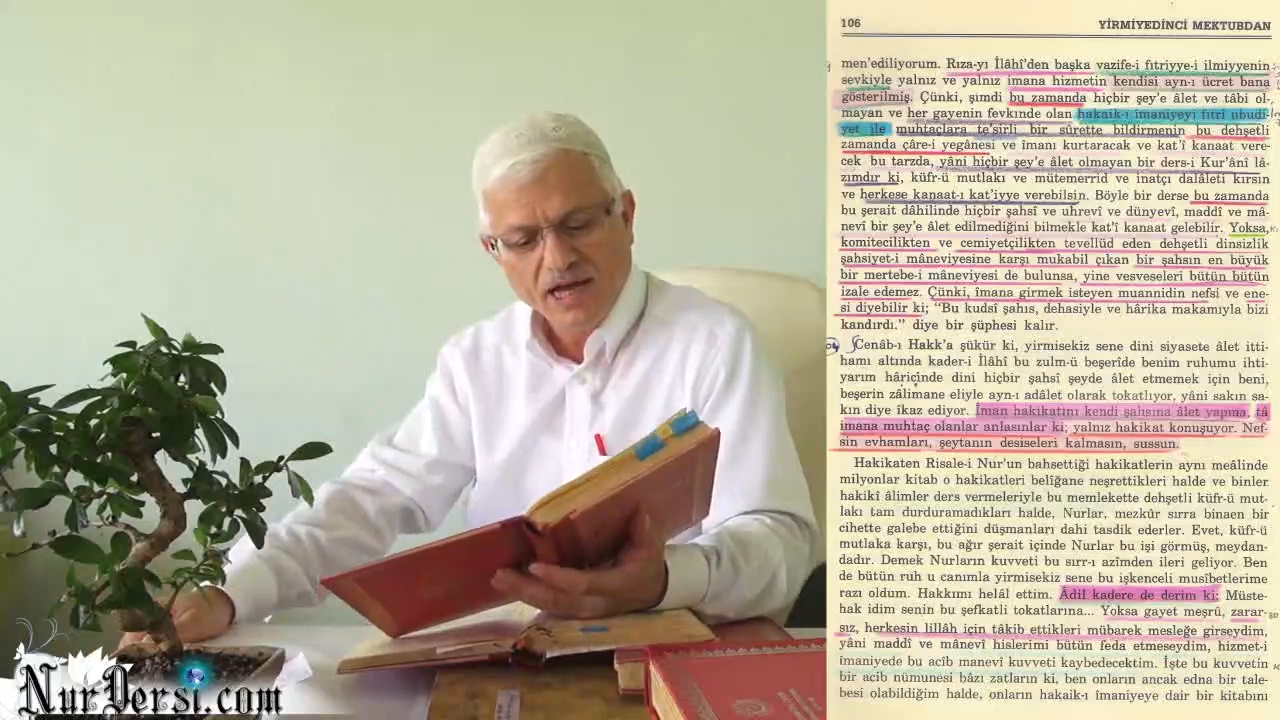 106 YİRMİYEDİNCİ MEKTUBDAN
men'ediliyorum. Rıza-yı İlâhî'den başka vazife-i fıtriyye-i ilmiyyenin
sevkiyle yalnız ve yalnız imana hizmetin kendisi ayn-ı ücret bana
gösterilmiş. Çünki, şimdi bu zamanda hiçbir şey'e âlet ve tâbi ol-
mayan ve her gayenin fevkınde olan hakaik-ı îmaniyeyi fıtrî ubudi-
yet ile muhtaçlara te'sirli bir sûrette bildirmenin bu dehşetli
zamanda çâre-i yegânesi ve imanı kurtaracak ve kat'î kanaat vere-
cek bu tarzda, yâni hiçbir şey'e âlet olmayan bir ders-i Kur'ânî lâ-
zımdır ki, küfr-ü mutlakı ve mütemerrid ve inatçı dalâleti kırsın
ve herkese kanaat-ı kat'iyye verebilsin. Böyle bir derse bu zamanda
bu şerait dâhilinde hiçbir şahsî ve uhrevî ve dünyevî, maddî ve mâ-
nevî bir şey'e âlet edilmediğini bilmekle kat'î kanaat gelebilir. Yoksa,
komitecilikten ve cemiyetçilikten tevellüd eden dehşetli dinsizlik
şahsiyet-i mâneviyesine karşı mukabil çıkan bir şahsın en büyük
bir mertebe-i mâneviyesi de bulunsa, yine vesveseleri bütün bütün
izale edemez. Çünki, îmana girmek isteyen muannidin nefsi ve ene-
si diyebilir ki; "Bu kudsî şahıs, dehasiyle ve hârika makamıyla bizi
kandırdı." diye bir şüphesi kalır.
Cenâb-ı Hakk'a şükür ki, yirmisekiz sene dini siyasete âlet itti-
hamı altında kader-i İlâhî bu zulm-ü beşerîde benim ruhumu ihti-
yarım hâricinde dini hiçbir şahsî şeyde âlet etmemek için beni,
beşerin zâlimane eliyle ayn-ı adâlet olarak tokatlıyor, yâni sakın sa-
kın diye îkaz ediyor. İman hakikatını kendi şahsına âlet yapma, tâ
imana muhtaç olanlar anlasınlar ki; yalnız hakikat konuşuyor. Nef-
sin evhamları, şeytanın desiseleri kalmasın, sussun.
Hakikaten Risale-i Nur'un bahsettiği hakikatlerin aynı meâlinde
milyonlar kitab o hakikatleri belîğane neşrettikleri halde ve binler
hakikî âlimler ders vermeleriyle bu memlekette dehşetli küfr-ü mut-
lakı tam durduramadıkları halde, Nurlar, mezkûr sırra binaen bir
cihette galebe ettiğini düşmanları dahi tasdik ederler. Evet, küfr-ü
mutlaka karşı, bu ağır şerait içinde Nurlar bu işi görmüş, meydan-
dadır. Demek Nurların kuvveti bu sırr-ı azîmden ileri geliyor. Ben
de bütün ruh u canımla yirmisekiz sene bu işkenceli musîbetlerime
razı oldum. Hakkımı helâl ettim. Âdil kadere de derim ki; Müste-
hak idim senin bu şefkatli tokatlarına... Yoksa gayet meşrû, zarar-
sız, herkesin lillâh için tâkib ettikleri mübarek mesleğe girseydim,
yâni maddî ve mânevî hislerimi bütün feda etmeseydim, hizmet-i
îmaniyede bu acîb manevî kuvveti kaybedecektim. İşte bu kuvvetin
bir acîb nümunesi bâzı zatların ki, ben onların ancak edna bir tale-
besi olabildiğim halde, onların hakaik-ı îmaniyeye dair bir kitabını
NurDersi.com